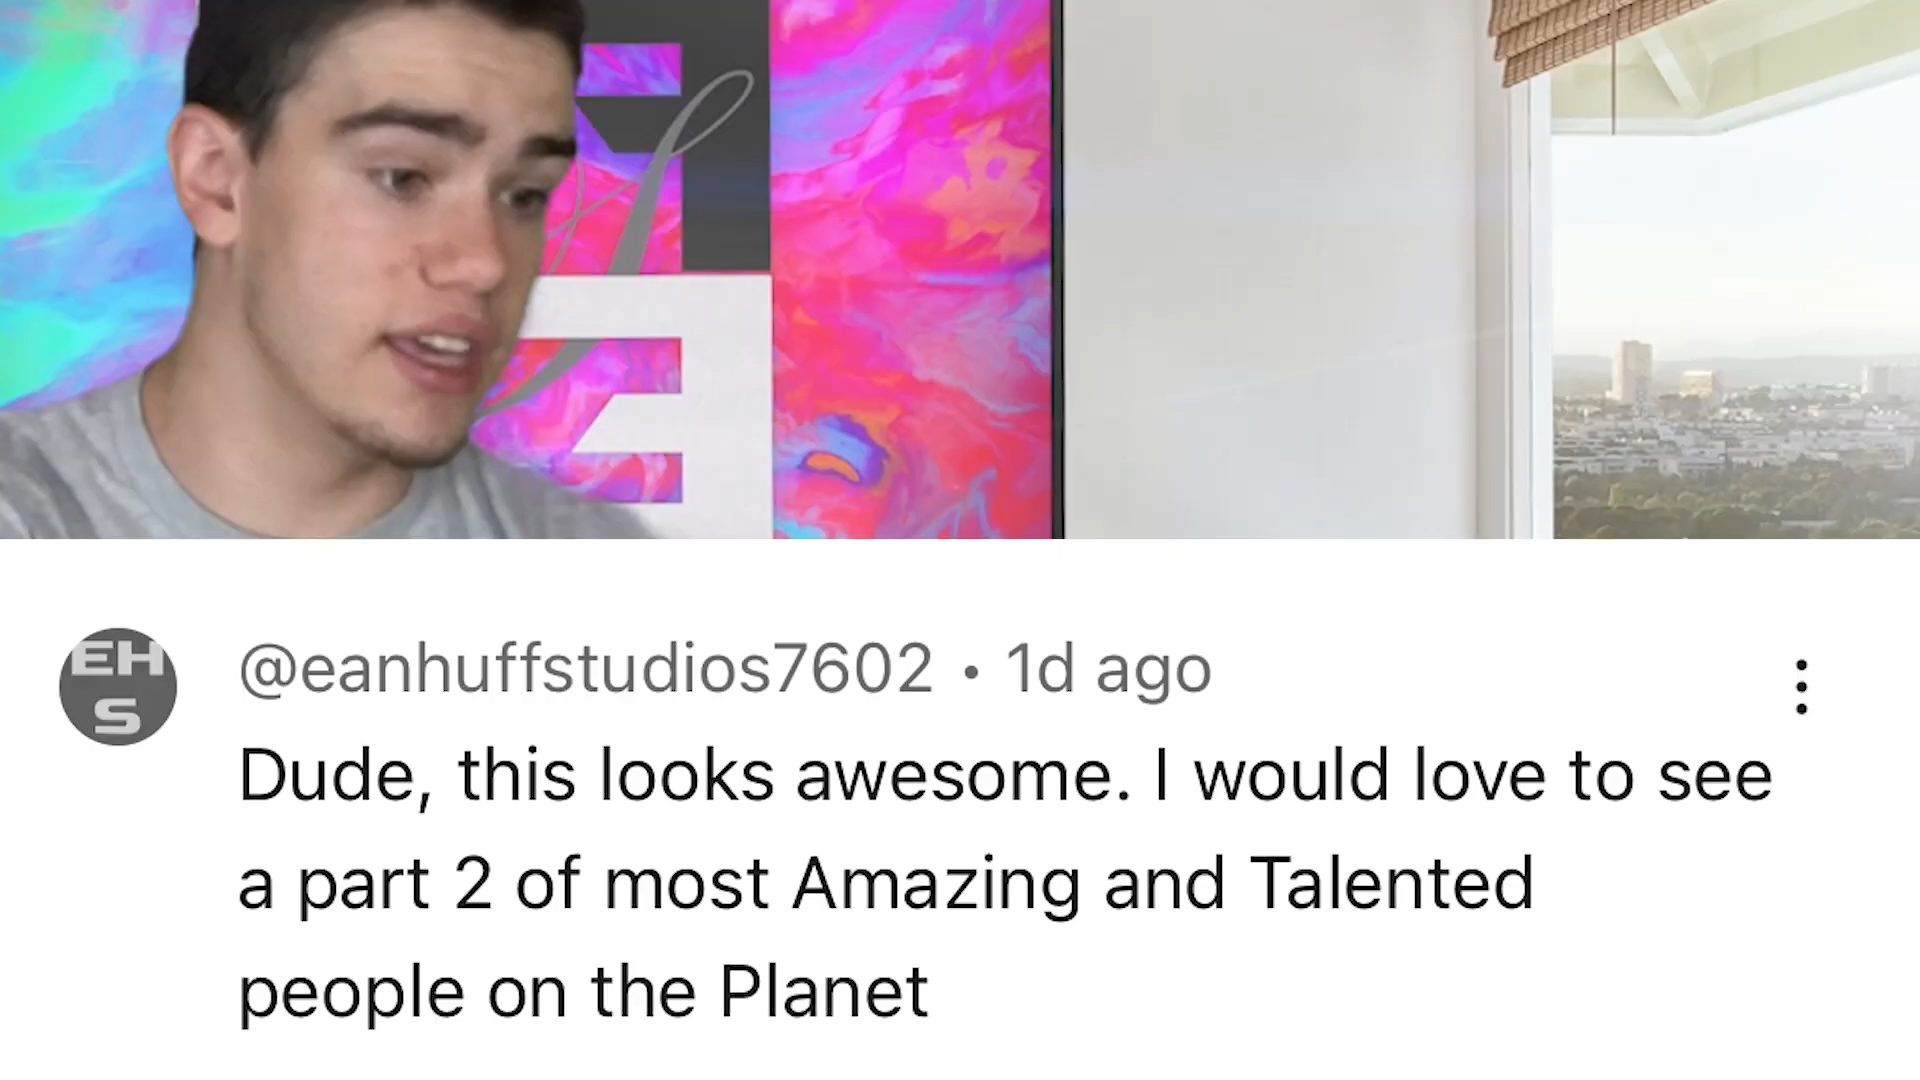 EH
S
@eanhuffstudios7602 • 1d ago
Dude, this looks awesome. I would love to see
a part 2 of most Amazing and Talented
people on the Planet